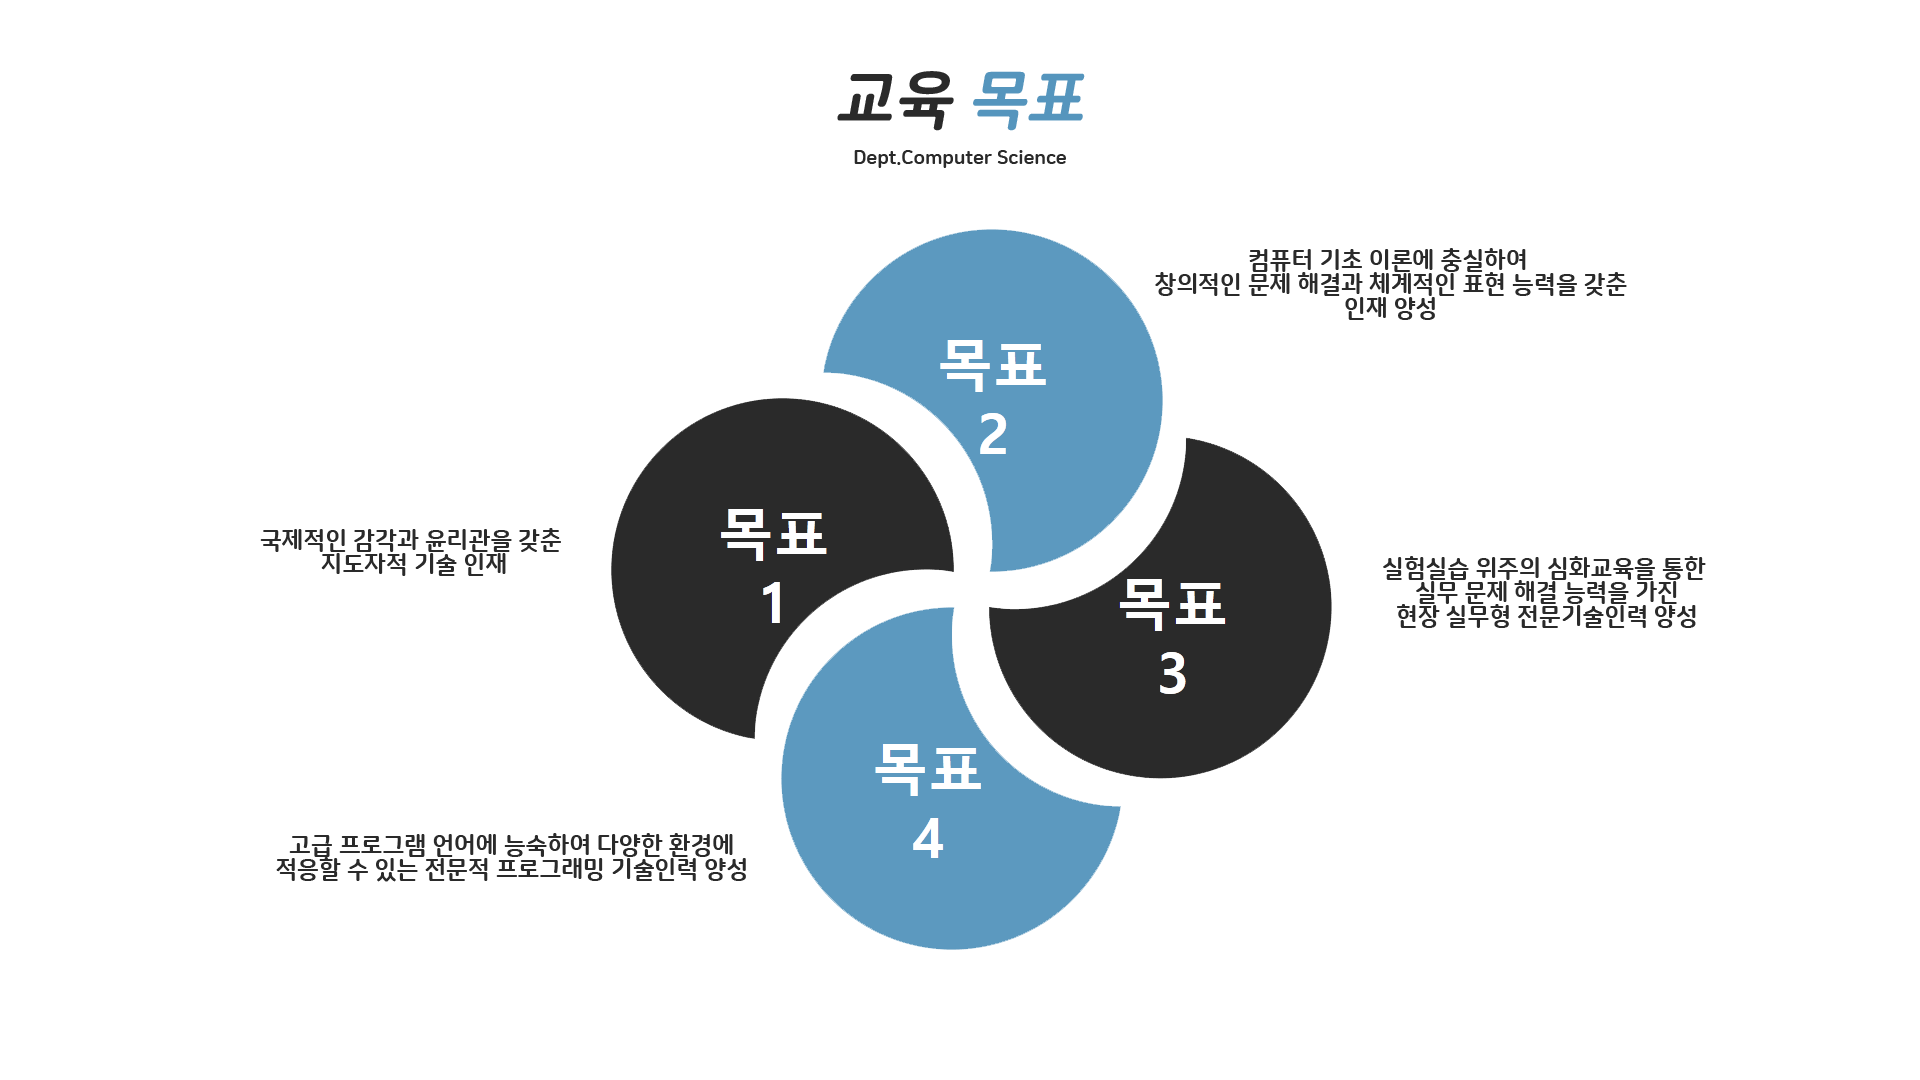 교육 목표
Dept.Computer Science
목표
1
국제적인 감각과 윤리관을 갖춘
지도자적 기술 인재
목표
2
컴퓨터 기초 이론에 충실하여
창의적인 문제 해결과 체계적인 표현 능력을 갖춘
인재 양성
목표
3
실험실습 위주의 심화교육을 통한
실무 문제 해결 능력을 가진
현장 실무형 전문기술인력 양성
목표
4
고급 프로그램 언어에 능숙하여 다양한 환경에
적응할 수 있는 전문적 프로그래밍 기술인력 양성